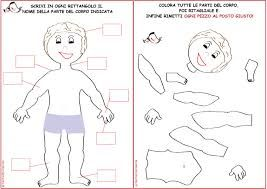 SCRIVI IN OGNI RETTANGOLO IL
NOME DELLA PARTE DEL CORPO INDICATA
COLORA TUTTE LE PARTI DEL CORPO,
POI RITAGLIALE E
INFINE RIMETTI OGNI PEZZO AL POSTO GIUSTO!